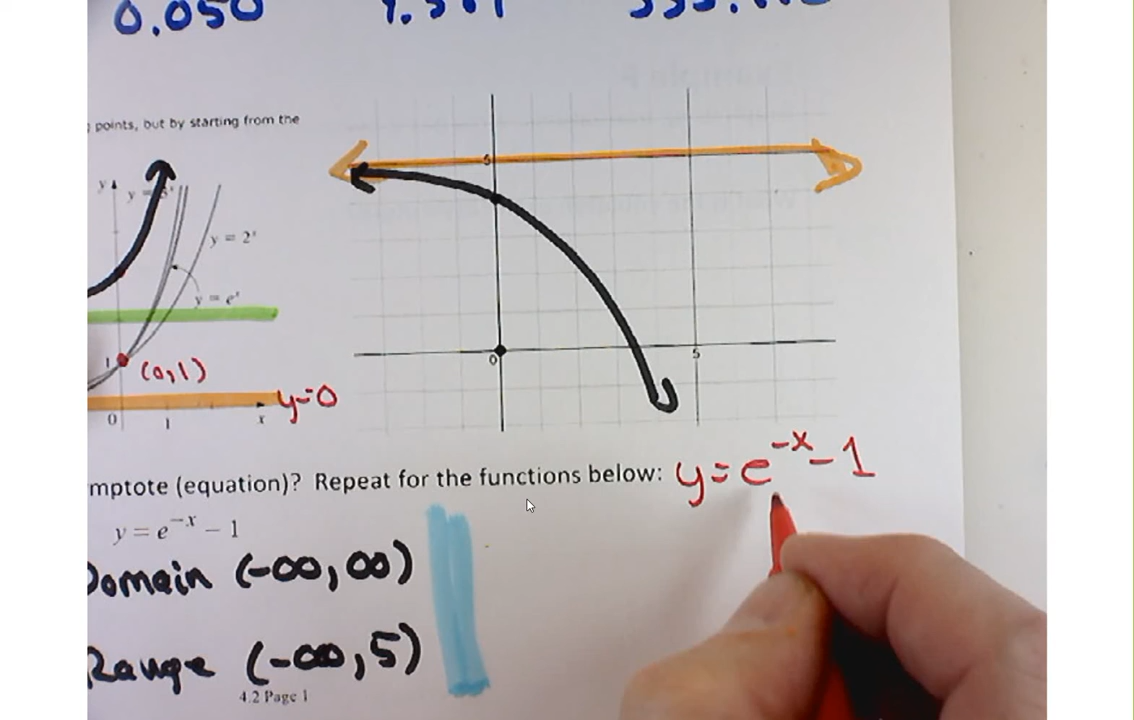 0.050
points, but by starting from the
y
y = 2ˣ
y = eˣ
1
(0,1)
y=0
0 1 x
5
0 5
mptote (equation)? Repeat for the functions below: y=e⁻ˣ-1
y = e⁻ˣ − 1
Domain (-∞,∞)
Range (-∞,5)
4.2 Page 1